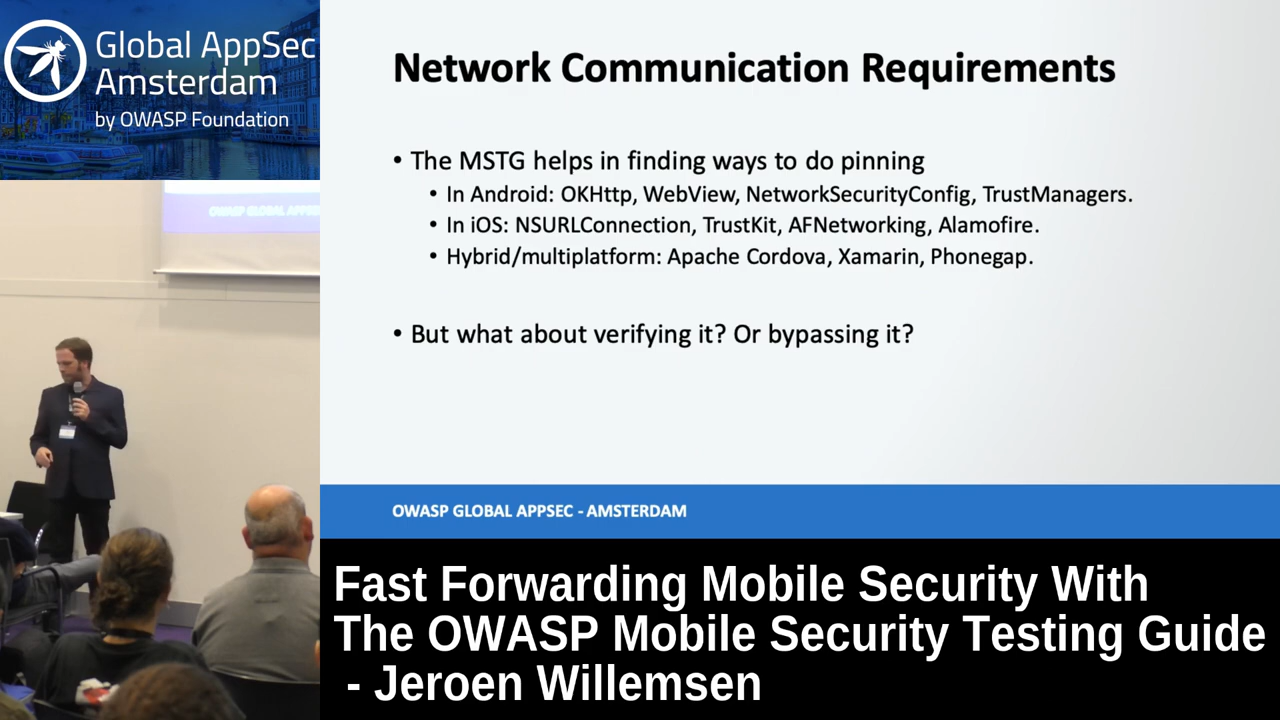 Global AppSec
Amsterdam
by OWASP Foundation
Network Communication Requirements
• The MSTG helps in finding ways to do pinning
• In Android: OKHttp, WebView, NetworkSecurityConfig, TrustManagers.
• In iOS: NSURLConnection, TrustKit, AFNetworking, Alamofire.
• Hybrid/multiplatform: Apache Cordova, Xamarin, Phonegap.
• But what about verifying it? Or bypassing it?
OWASP GLOBAL APPSEC - AMSTERDAM
OWASP GLOBAL APPSE
Fast Forwarding Mobile Security With
The OWASP Mobile Security Testing Guide
- Jeroen Willemsen